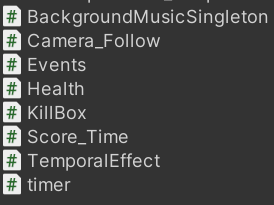 # BackgroundMusicSingleton
# Camera_Follow
# Events
# Health
# KillBox
# Score_Time
# TemporalEffect
# timer